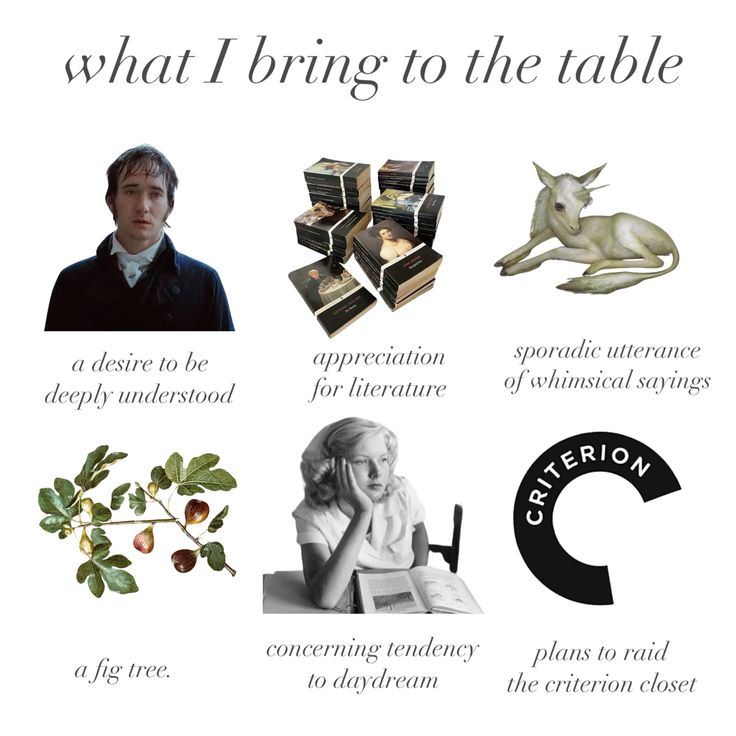 what I bring to the table
a desire to be
deeply understood
appreciation
for literature
sporadic utterance
of whimsical sayings
CRITERION
a fig tree.
concerning tendency
to daydream
plans to raid
the criterion closet